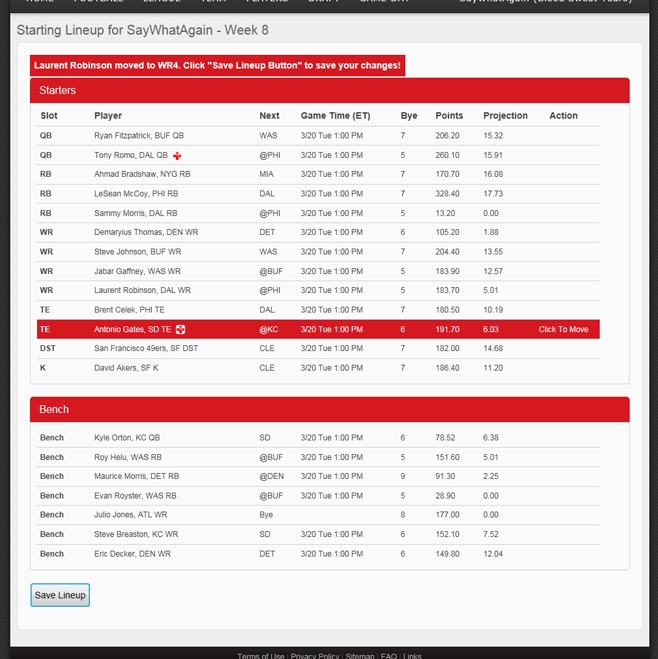 Starting Lineup for SayWhatAgain - Week 8
Laurent Robinson moved to WR4. Click "Save Lineup Button" to save your changes!
Starters
Slot Player Next Game Time (ET) Bye Points Projection Action
QB Ryan Fitzpatrick, BUF QB WAS 3/20 Tue 1:00 PM 7 206.20 15.32
QB Tony Romo, DAL QB @PHI 3/20 Tue 1:00 PM 5 260.10 15.91
RB Ahmad Bradshaw, NYG RB MIA 3/20 Tue 1:00 PM 7 170.70 16.08
RB LeSean McCoy, PHI RB DAL 3/20 Tue 1:00 PM 7 328.40 17.73
RB Sammy Morris, DAL RB @PHI 3/20 Tue 1:00 PM 5 13.20 0.00
WR Demaryius Thomas, DEN WR DET 3/20 Tue 1:00 PM 6 105.20 1.88
WR Steve Johnson, BUF WR WAS 3/20 Tue 1:00 PM 7 204.40 13.55
WR Jabar Gaffney, WAS WR @BUF 3/20 Tue 1:00 PM 5 183.90 12.57
WR Laurent Robinson, DAL WR @PHI 3/20 Tue 1:00 PM 5 183.70 5.01
TE Brent Celek, PHI TE DAL 3/20 Tue 1:00 PM 7 180.50 10.19
TE Antonio Gates, SD TE @KC 3/20 Tue 1:00 PM 6 191.70 6.03 Click To Move
DST San Francisco 49ers, SF DST CLE 3/20 Tue 1:00 PM 7 182.00 14.68
K David Akers, SF K CLE 3/20 Tue 1:00 PM 7 186.40 11.20
Bench
Bench Kyle Orton, KC QB SD 3/20 Tue 1:00 PM 6 78.52 6.38
Bench Roy Helu, WAS RB @BUF 3/20 Tue 1:00 PM 5 151.60 5.01
Bench Maurice Morris, DET RB @DEN 3/20 Tue 1:00 PM 9 91.30 2.25
Bench Evan Royster, WAS RB @BUF 3/20 Tue 1:00 PM 5 28.90 0.00
Bench Julio Jones, ATL WR Bye 8 177.00 0.00
Bench Steve Breaston, KC WR SD 3/20 Tue 1:00 PM 6 152.10 7.52
Bench Eric Decker, DEN WR DET 3/20 Tue 1:00 PM 6 149.80 12.04
Save Lineup
Terms of Use | Privacy Policy | Sitemap | FAQ | Links